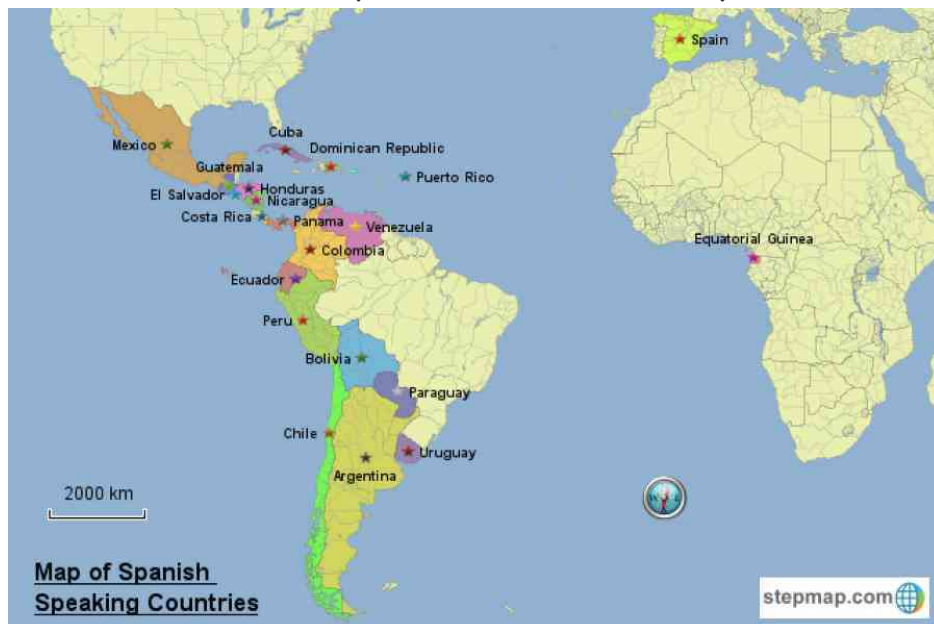 Spain
Mexico
Cuba
Dominican Republic
Guatemala
Puerto Rico
El Salvador
Honduras
Nicaragua
Costa Rica
Panama
Venezuela
Equatorial Guinea
Colombia
Ecuador
Peru
Bolivia
Paraguay
Chile
Uruguay
Argentina
2000 km
Map of Spanish
Speaking Countries
stepmap.com